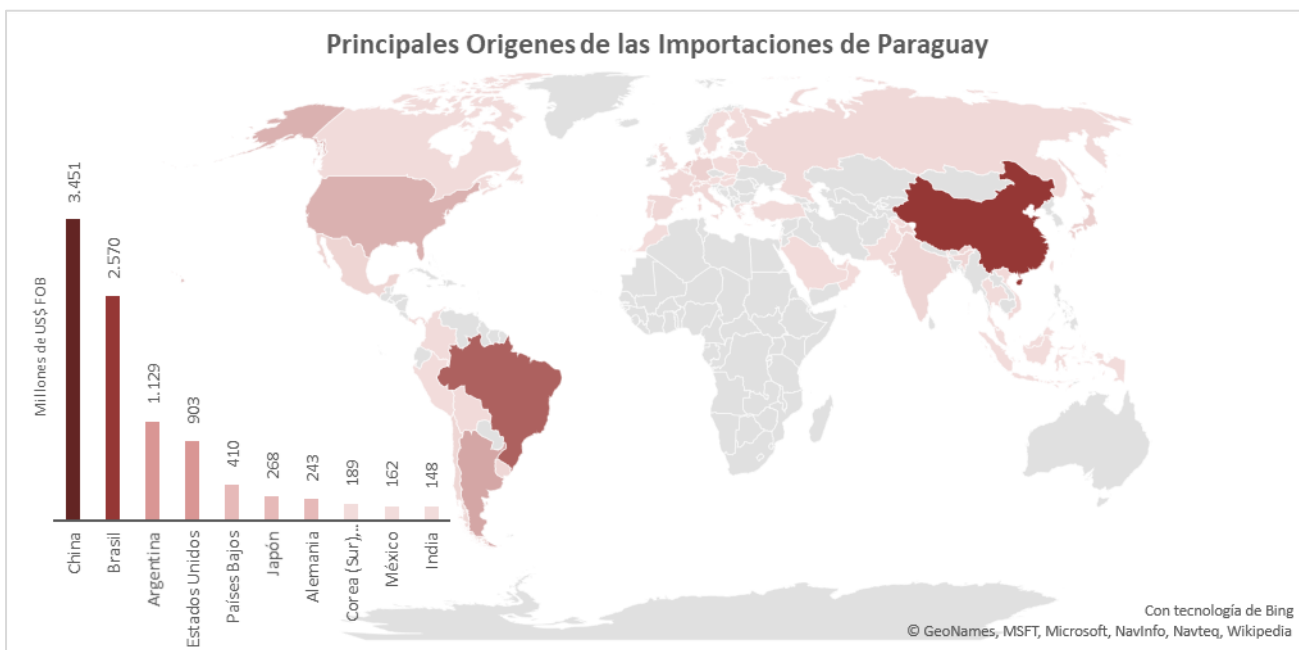 Principales Origenes de las Importaciones de Paraguay
Millones de US$ FOB
3.451
2.570
1.129
903
410
268
243
189
162
148
China
Brasil
Argentina
Estados Unidos
Países Bajos
Japón
Alemania
Corea (Sur),..
México
India
Con tecnología de Bing
© GeoNames, MSFT, Microsoft, NavInfo, Navteq, Wikipedia